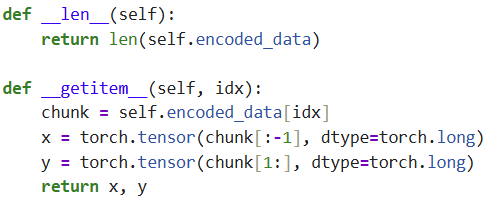 def __len__(self):
    return len(self.encoded_data)

def __getitem__(self, idx):
    chunk = self.encoded_data[idx]
    x = torch.tensor(chunk[:-1], dtype=torch.long)
    y = torch.tensor(chunk[1:], dtype=torch.long)
    return x, y